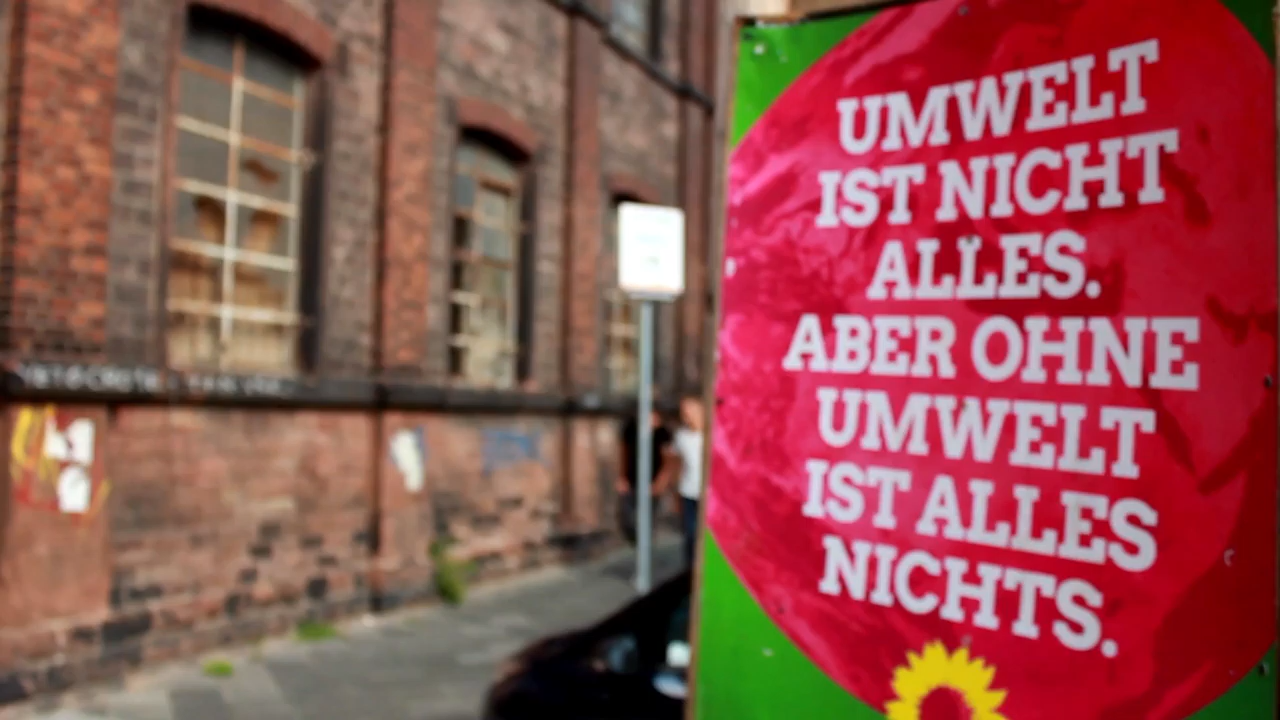 UMWELT
IST NICHT
ALLES.
ABER OHNE
UMWELT
IST ALLES
NICHTS.